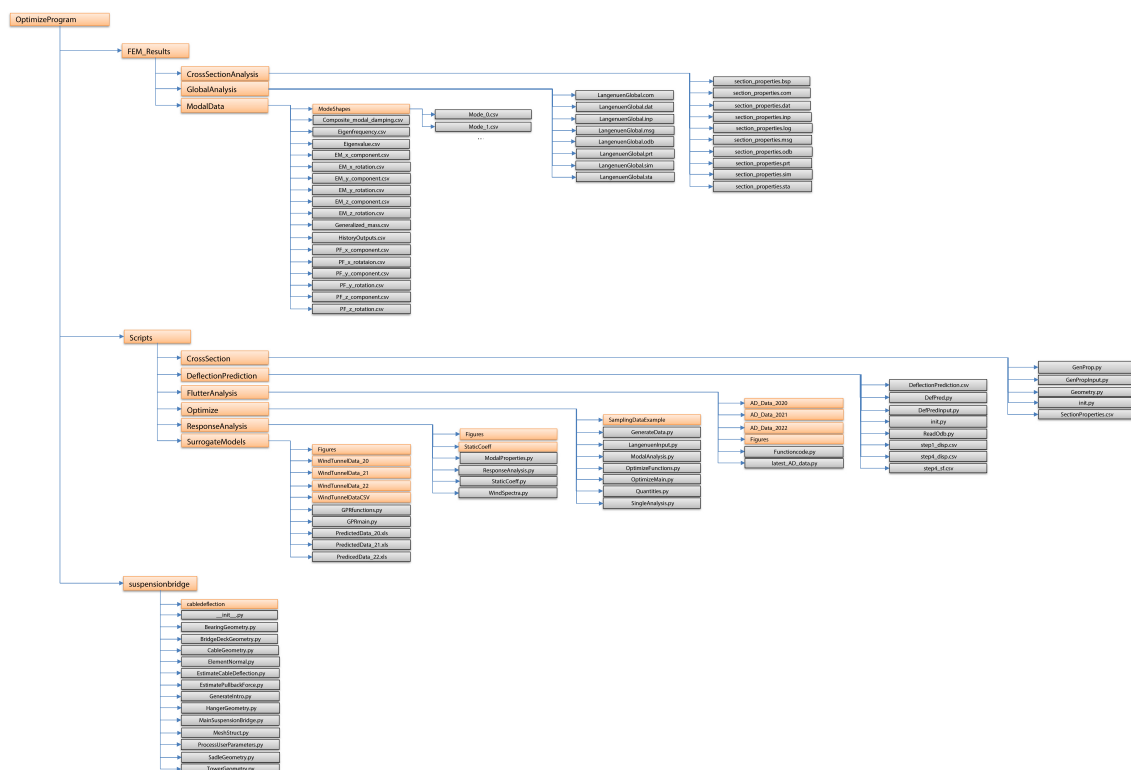 OptimizeProgram
FEM_Results
CrossSectionAnalysis
GlobalAnalysis
ModalData
ModeShapes
Composite_modal_damping.csv
Eigenfrequency.csv
Eigenvalue.csv
EM_x_component.csv
EM_x_rotation.csv
EM_y_component.csv
EM_y_rotation.csv
EM_z_component.csv
EM_z_rotation.csv
Generalized_mass.csv
HistoryOutputs.csv
PF_x_component.csv
PF_x_rotataion.csv
PF_y_component.csv
PF_y_rotation.csv
PF_z_component.csv
PF_z_rotation.csv
Mode_0.csv
Mode_1.csv
...
LangenuenGlobal.com
LangenuenGlobal.dat
LangenuenGlobal.inp
LangenuenGlobal.msg
LangenuenGlobal.odb
LangenuenGlobal.prt
LangenuenGlobal.sim
LangenuenGlobal.sta
section_properties.bsp
section_properties.com
section_properties.dat
section_properties.inp
section_properties.log
section_properties.msg
section_properties.odb
section_properties.prt
section_properties.sim
section_properties.sta
Scripts
CrossSection
DeflectionPrediction
FlutterAnalysis
Optimize
ResponseAnalysis
SurrogateModels
Figures
WindTunnelData_20
WindTunnelData_21
WindTunnelData_22
WindTunnelDataCSV
GPRfunctions.py
GPRmain.py
PredictedData_20.xls
PredictedData_21.xls
PredicedData_22.xls
Figures
StaticCoeff
ModalProperties.py
ResponseAnalysis.py
StaticCoeff.py
WindSpectra.py
SamplingDataExample
GenerateData.py
LangenuenInput.py
ModalAnalysis.py
OptimizeFunctions.py
OptimizeMain.py
Quantities.py
SingleAnalysis.py
AD_Data_2020
AD_Data_2021
AD_Data_2022
Figures
Functioncode.py
latest_AD_data.py
DeflectionPrediction.csv
DefPred.py
DefPredInput.py
init.py
ReadOdb.py
step1_disp.csv
step4_disp.csv
step4_sf.csv
GenProp.py
GenPropInput.py
Geometry.py
init.py
SectionProperties.csv
suspensionbridge
cabledeflection
__init__.py
BearingGeometry.py
BridgeDeckGeometry.py
CableGeometry.py
ElementNormal.py
EstimateCableDeflection.py
EstimatePullbackForce.py
GenerateIntro.py
HangerGeometry.py
MainSuspensionBridge.py
MeshStruct.py
ProcessUserParameters.py
SadleGeometry.py
TowerGeometry.py